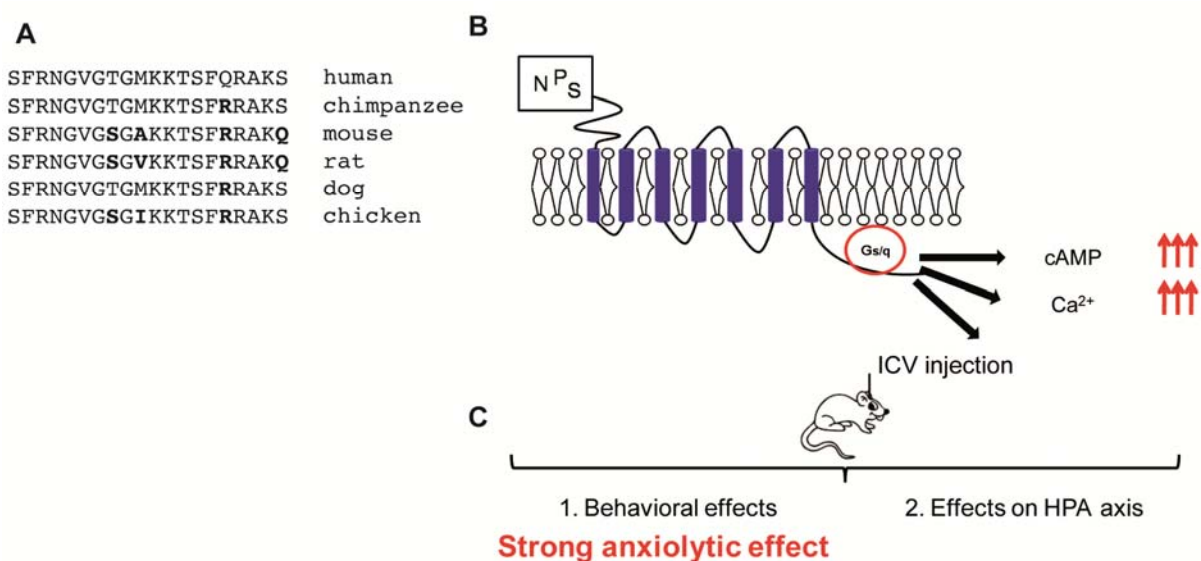 A
SFRNGVGTGMKKTSFQRAKS human
SFRNGVGTGMKKTSFRRAKS chimpanzee
SFRNGVGSGAKKTSFRRAKQ mouse
SFRNGVGSGVKKTSFRRAKQ rat
SFRNGVGTGMKKTSFRRAKS dog
SFRNGVGSGIKKTSFRRAKS chicken
B
NPS
Gs/q
cAMP
Ca²⁺
ICV injection
C
1. Behavioral effects 2. Effects on HPA axis
Strong anxiolytic effect